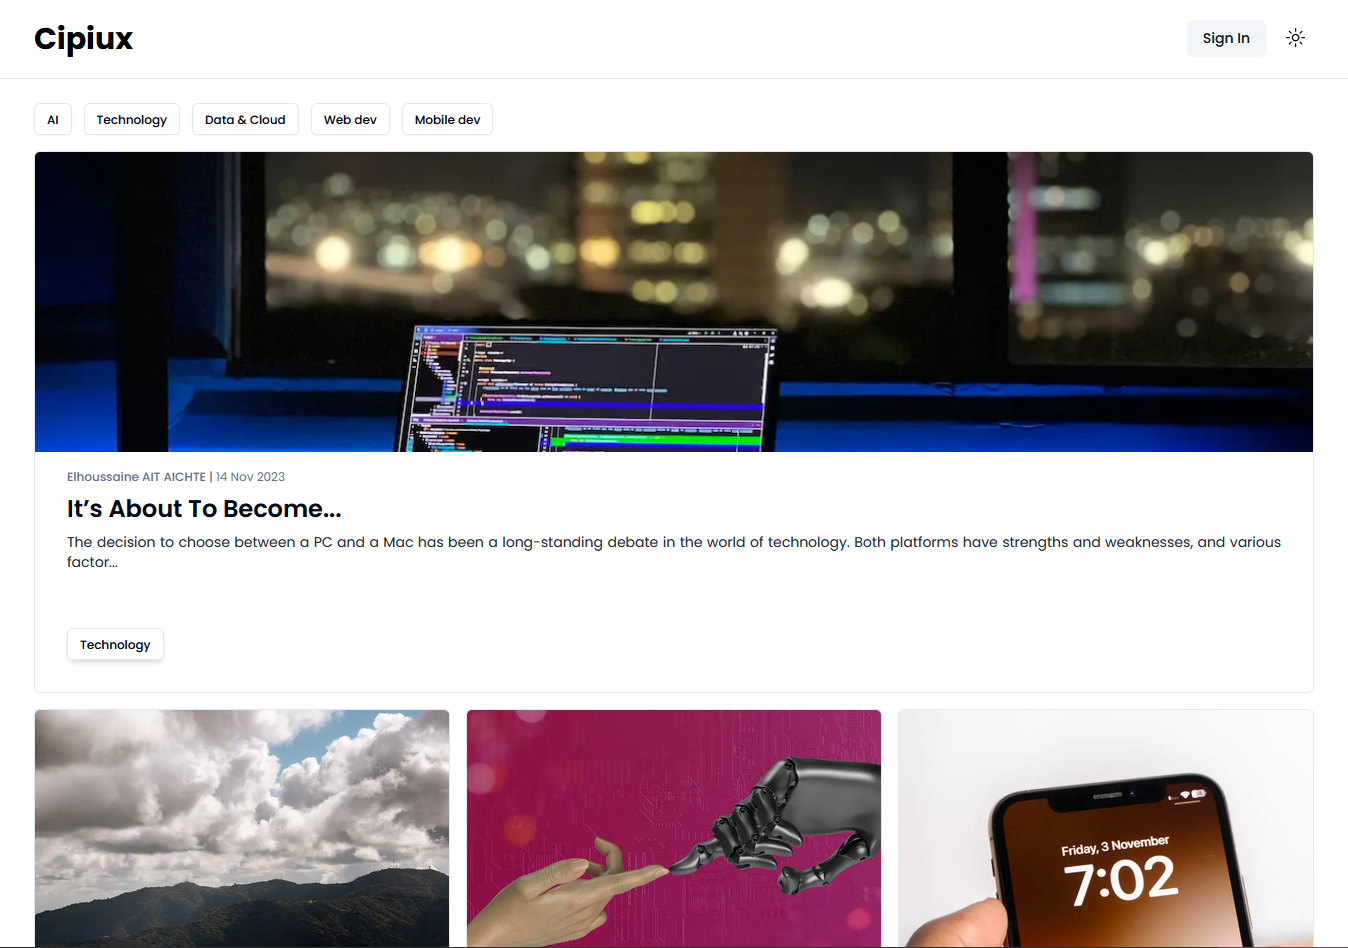 Cipiux
Sign In
AI
Technology
Data & Cloud
Web dev
Mobile dev
Elhoussaine AIT AICHTE | 14 Nov 2023
It’s About To Become...
The decision to choose between a PC and a Mac has been a long-standing debate in the world of technology. Both platforms have strengths and weaknesses, and various
factor...
Technology
Friday, 3 November
7:02